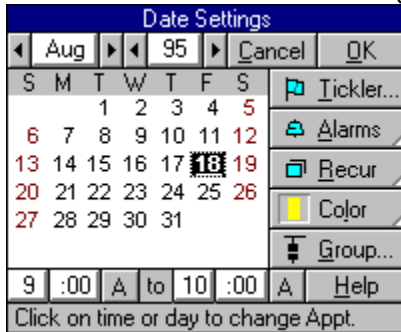 Date Settings
Aug 95 Cancel OK
S M T W T F S
1 2 3 4 5
6 7 8 9 10 11 12
13 14 15 16 17 18 19
20 21 22 23 24 25 26
27 28 29 30 31
Tickler...
Alarms
Recur
Color
Group...
9 :00 A to 10 :00 A Help
Click on time or day to change Appt.